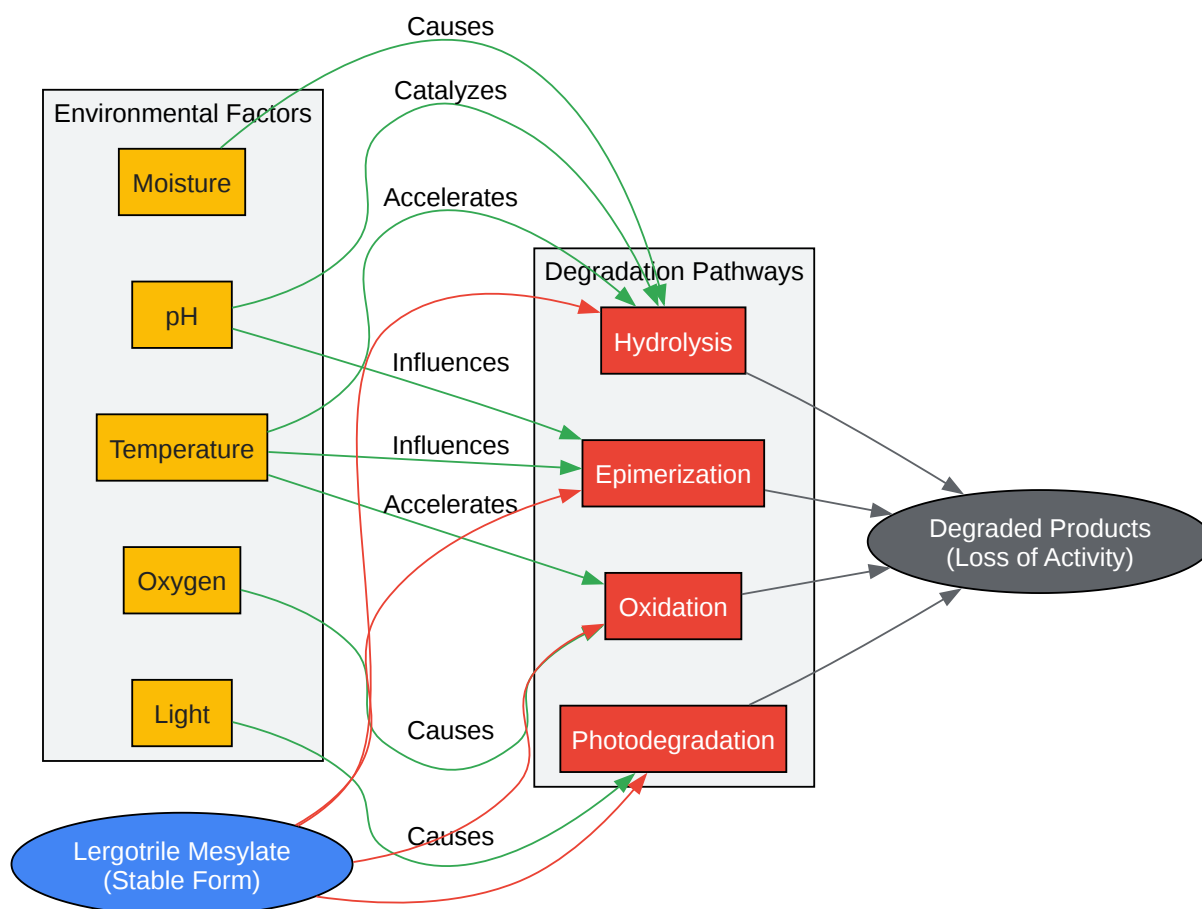 Causes
Catalyzes
Environmental Factors
Moisture
Accelerates
Degradation Pathways
pH
Hydrolysis
Influences
Temperature
Influences
Epimerization
Accelerates
Degraded Products
(Loss of Activity)
Oxygen
Oxidation
Light
Causes
Photodegradation
Causes
Lergotrile Mesylate
(Stable Form)